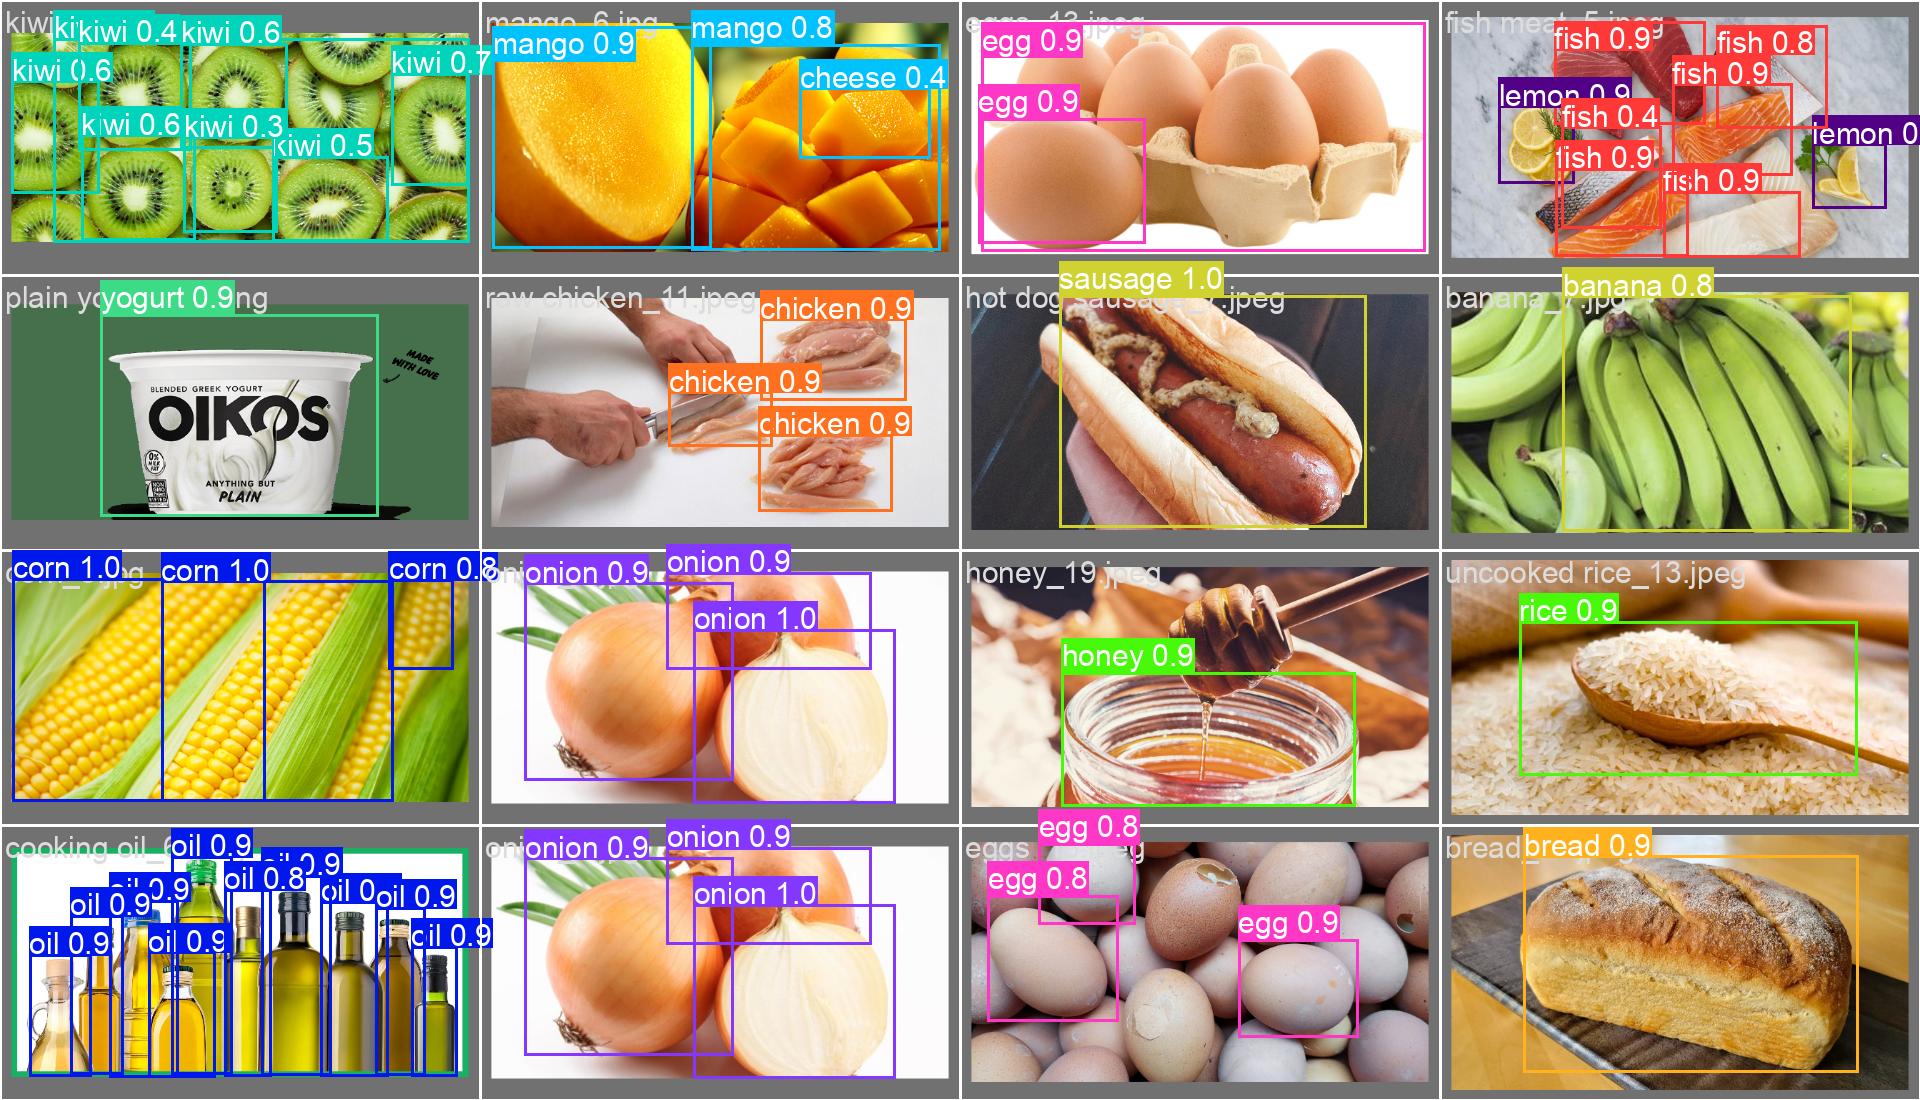 kiwi
ki
kiwi 0.4
kiwi 0.6
kiwi 0.7
kiwi 0.6
kiwi 0.6
kiwi 0.3
kiwi 0.5
mango_6.jpg
mango 0.9
mango 0.8
cheese 0.4
eggs_13.jpeg
egg 0.9
egg 0.9
fish meat_5.jpeg
fish 0.9
fish 0.8
fish 0.9
lemon 0.9
fish 0.4
lemon 0
fish 0.9
fish 0.9
plain yo
yogurt 0.9
ng
MADE
WITH LOVE
BLENDED GREEK YOGURT
OIKOS
0%
MILK
FAT
ANYTHING BUT
PLAIN
raw chicken_11.jpeg
chicken 0.9
chicken 0.9
chicken 0.9
hot dog sausage_7.jpeg
sausage 1.0
banana_7.jpg
banana 0.8
corn 1.0
corn 1.0
corn 0.8
onion 0.9
onion 0.9
onion 1.0
honey_19.jpeg
honey 0.9
uncooked rice_13.jpeg
rice 0.9
cooking oil_6
oil 0.9
oil 0.9
oil 0.8
oil 0.9
oil 0.9
oil 0.
oil 0.9
oil 0.9
oil 0.9
oil 0.9
onion 0.9
onion 0.9
onion 1.0
eggs
egg 0.8
egg 0.8
egg 0.9
bread
bread 0.9